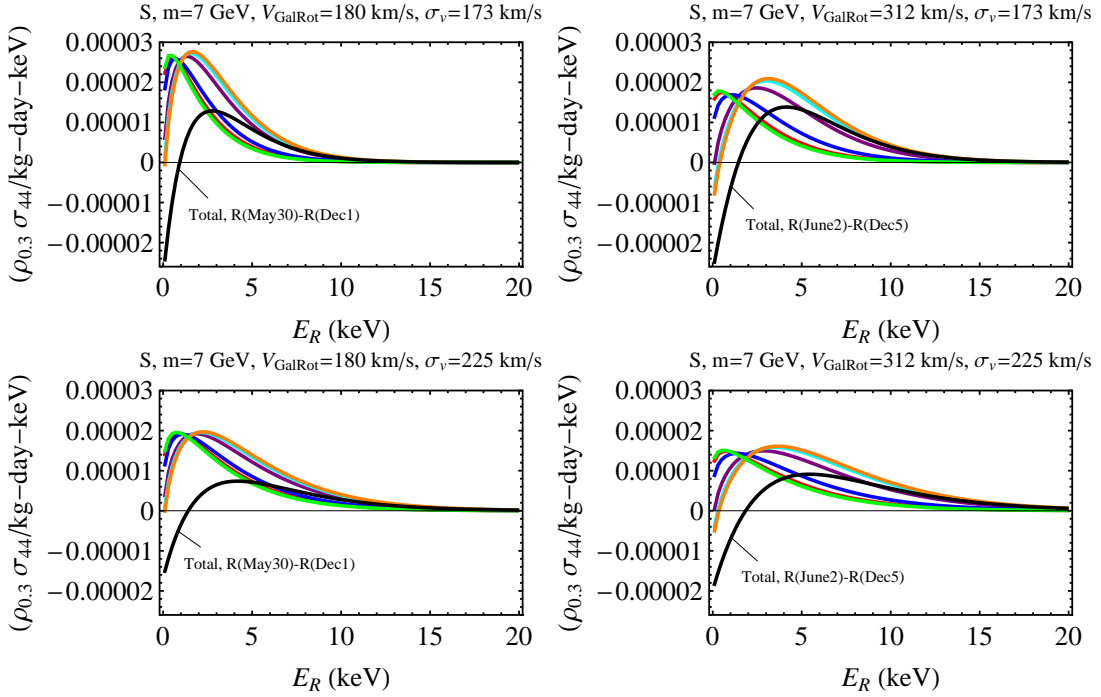 S, m=7 GeV, V_GalRot=180 km/s, σ_v=173 km/s
(ρ_0.3 σ_44/kg−day−keV)
0.00003
0.00002
0.00001
0
−0.00001
−0.00002
Total, R(May30)-R(Dec1)
0 5 10 15 20
E_R (keV)
S, m=7 GeV, V_GalRot=312 km/s, σ_v=173 km/s
(ρ_0.3 σ_44/kg−day−keV)
0.00003
0.00002
0.00001
0
−0.00001
−0.00002
Total, R(June2)-R(Dec5)
0 5 10 15 20
E_R (keV)
S, m=7 GeV, V_GalRot=180 km/s, σ_v=225 km/s
(ρ_0.3 σ_44/kg−day−keV)
0.00003
0.00002
0.00001
0
−0.00001
−0.00002
Total, R(May30)-R(Dec1)
0 5 10 15 20
E_R (keV)
S, m=7 GeV, V_GalRot=312 km/s, σ_v=225 km/s
(ρ_0.3 σ_44/kg−day−keV)
0.00003
0.00002
0.00001
0
−0.00001
−0.00002
Total, R(June2)-R(Dec5)
0 5 10 15 20
E_R (keV)